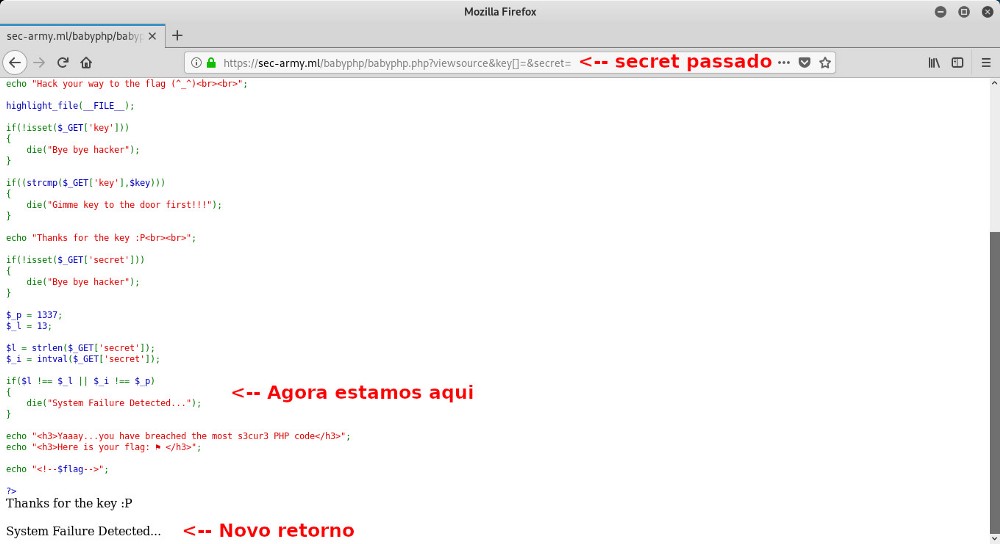 Mozilla Firefox
sec-army.ml/babyphp/babyp
https://sec-army.ml/babyphp/babyphp.php?viewsource&key[]=&secret= <-- secret passado
echo "Hack your way to the flag (^_^)<br><br>";
highlight_file(__FILE__);
if(!isset($_GET['key']))
{
die("Bye bye hacker");
}
if((strcmp($_GET['key'],$key)))
{
die("Gimme key to the door first!!!");
}
echo "Thanks for the key :P<br><br>";
if(!isset($_GET['secret']))
{
die("Bye bye hacker");
}
$_p = 1337;
$_l = 13;
$l = strlen($_GET['secret']);
$_i = intval($_GET['secret']);
if($l !== $_l || $_i !== $_p)
{
<-- Agora estamos aqui
die("System Failure Detected...");
}
echo "<h3>Yaaay...you have breached the most s3cur3 PHP code</h3>";
echo "<h3>Here is your flag: ⚑ </h3>";
echo "<!--$flag-->";
?>
Thanks for the key :P
System Failure Detected... <-- Novo retorno